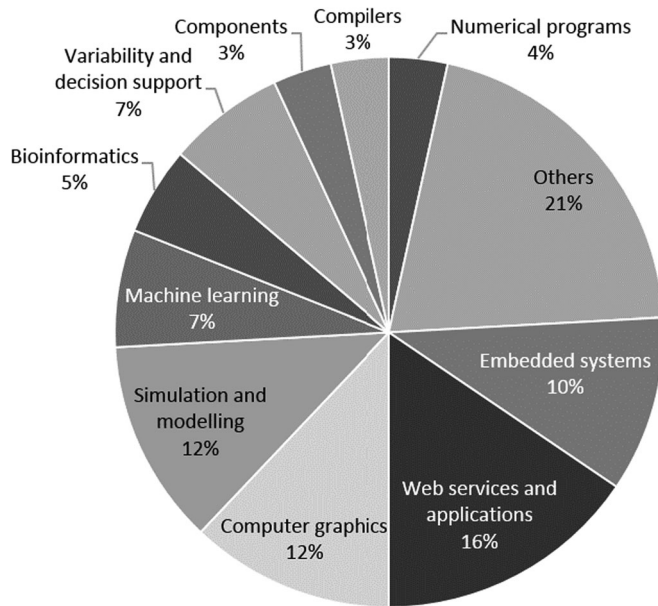 Compilers
3%
Numerical programs
4%
Components
3%
Variability and
decision support
7%
Bioinformatics
5%
Others
21%
Machine learning
7%
Embedded systems
10%
Simulation and
modelling
12%
Web services and
applications
16%
Computer graphics
12%